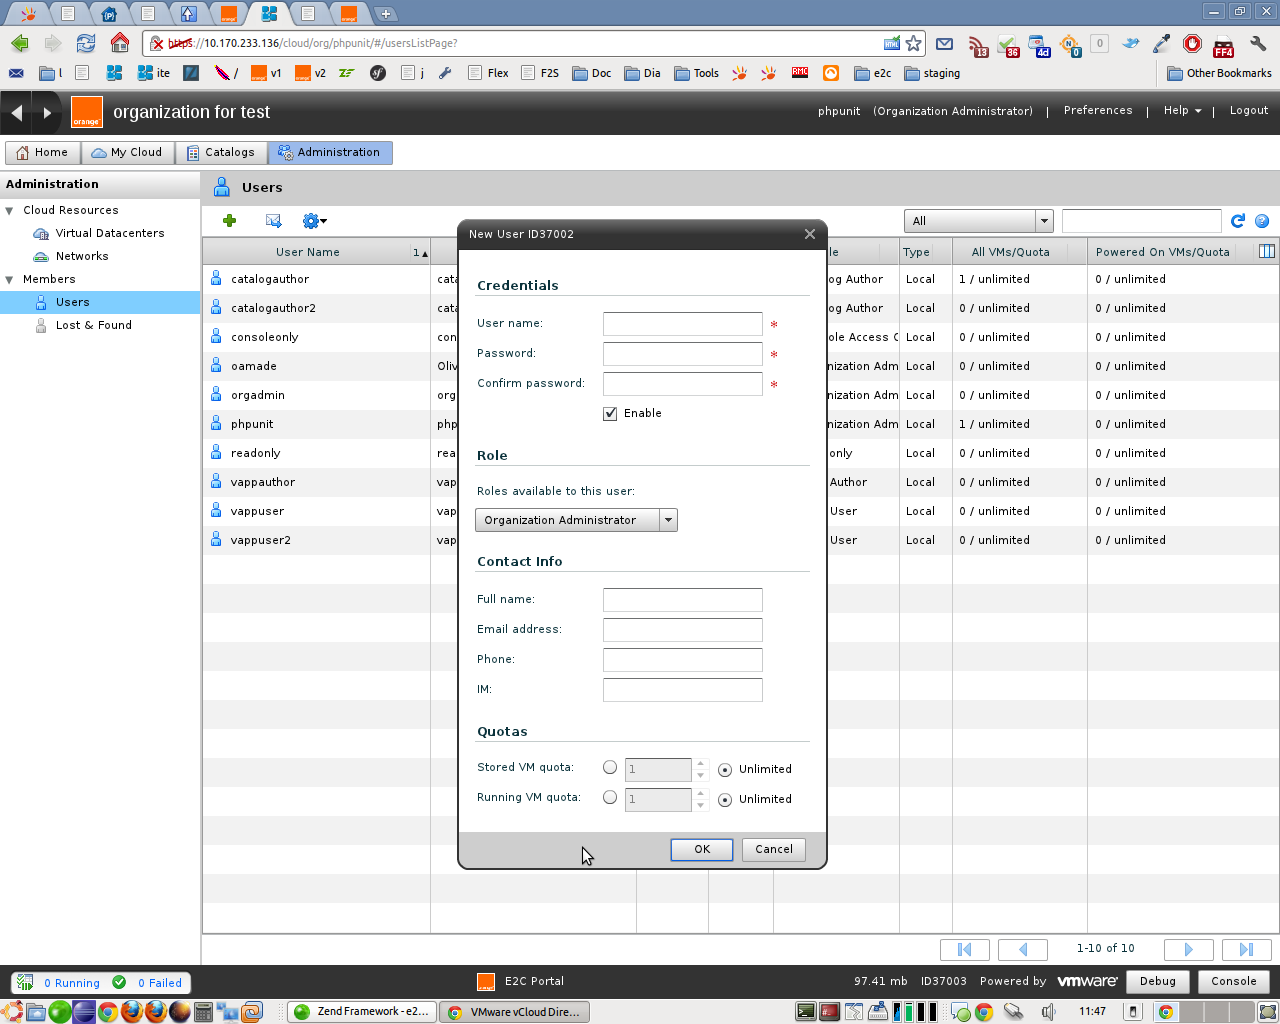 https://10.170.233.136/cloud/org/phpunit/#/usersListPage?
13 36 4d 0 0 FF4
l ite / v1 v2 j Flex F2S Doc Dia Tools RMC e2c staging Other Bookmarks
orange™ organization for test phpunit (Organization Administrator) | Preferences | Help | Logout
Home My Cloud Catalogs Administration
Administration
Cloud Resources
Virtual Datacenters
Networks
Members
Users
Lost & Found
Users
All
User Name 1 le Type All VMs/Quota Powered On VMs/Quota
catalogauthor cata og Author Local 1 / unlimited 0 / unlimited
catalogauthor2 cata og Author Local 0 / unlimited 0 / unlimited
consoleonly con ole Access C Local 0 / unlimited 0 / unlimited
oamade Oliv nization Adm Local 0 / unlimited 0 / unlimited
orgadmin org nization Adm Local 0 / unlimited 0 / unlimited
phpunit php nization Adm Local 1 / unlimited 0 / unlimited
readonly rea only Local 0 / unlimited 0 / unlimited
vappauthor vap Author Local 0 / unlimited 0 / unlimited
vappuser vap User Local 0 / unlimited 0 / unlimited
vappuser2 vap User Local 0 / unlimited 0 / unlimited
New User ID37002
Credentials
User name: *
Password: *
Confirm password: *
Enable
Role
Roles available to this user:
Organization Administrator
Contact Info
Full name:
Email address:
Phone:
IM:
Quotas
Stored VM quota: 1 Unlimited
Running VM quota: 1 Unlimited
OK Cancel
1-10 of 10
0 Running 0 Failed E2C Portal 97.41 mb ID37003 Powered by vmware Debug Console
Zend Framework - e2... VMware vCloud Dire... 11:47